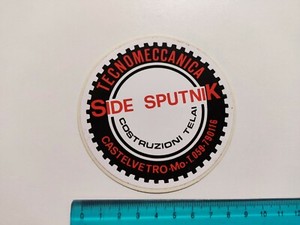 TECNOMECCANICA
SIDE SPUTNIK
COSTRUZIONI TELAI
CASTELVETRO-Mo-T.059-790116